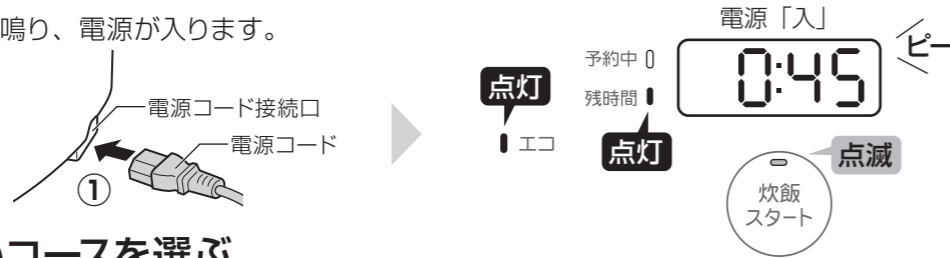 鳴り、電源が入ります。
電源コード接続口
電源コード
①
点灯
エコ
電源「入」
予約中
残時間
0:45
ピー
点灯
点滅
炊飯
スタート
コースを選ぶ